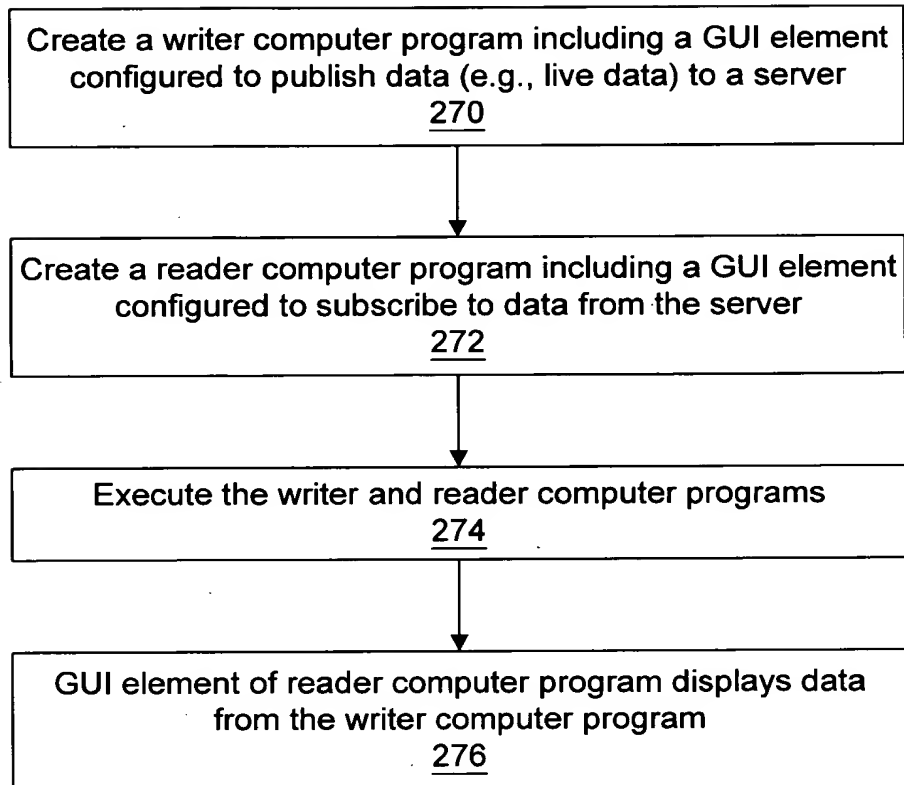 Create a writer computer program including a GUI element
configured to publish data (e.g., live data) to a server
270
Create a reader computer program including a GUI element
configured to subscribe to data from the server
272
Execute the writer and reader computer programs
274
GUI element of reader computer program displays data
from the writer computer program
276